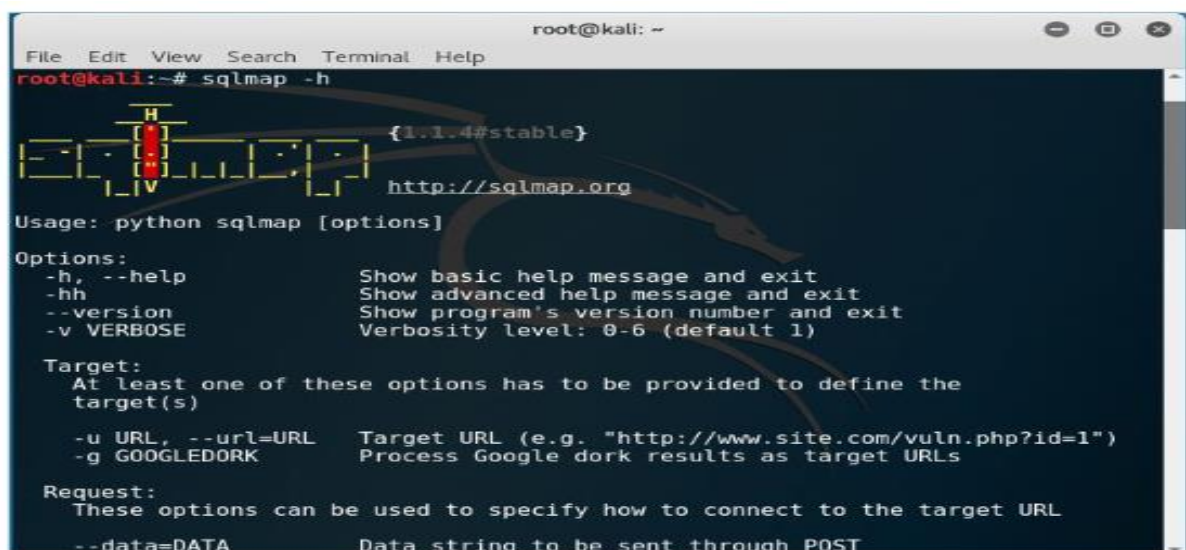 root@kali: ~
File Edit View Search Terminal Help
root@kali:~# sqlmap -h
{1.1.4#stable}
http://sqlmap.org
Usage: python sqlmap [options]
Options:
-h, --help Show basic help message and exit
-hh Show advanced help message and exit
--version Show program's version number and exit
-v VERBOSE Verbosity level: 0-6 (default 1)
Target:
At least one of these options has to be provided to define the
target(s)
-u URL, --url=URL Target URL (e.g. "http://www.site.com/vuln.php?id=1")
-g GOOGLEDORK Process Google dork results as target URLs
Request:
These options can be used to specify how to connect to the target URL
--data=DATA Data string to be sent through POST